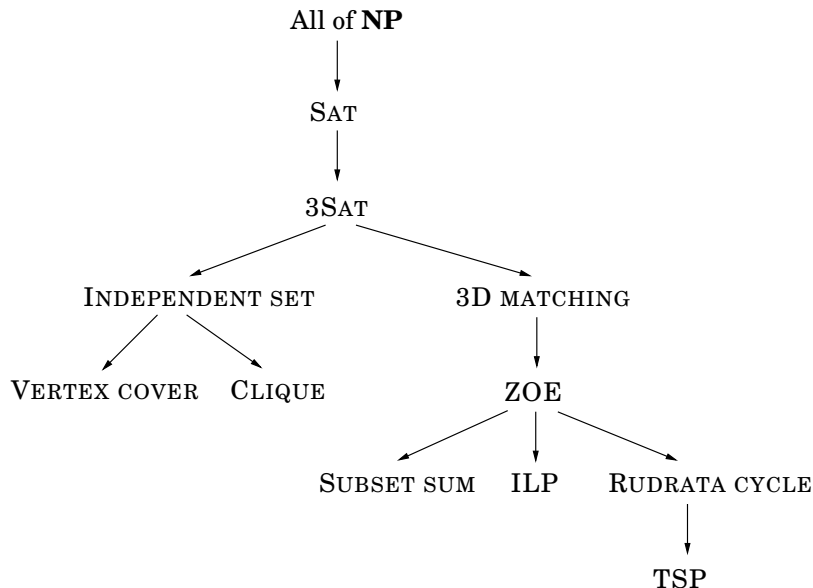 All of NP
SAT
3SAT
INDEPENDENT SET 3D MATCHING
VERTEX COVER CLIQUE ZOE
SUBSET SUM ILP RUDRATA CYCLE
TSP